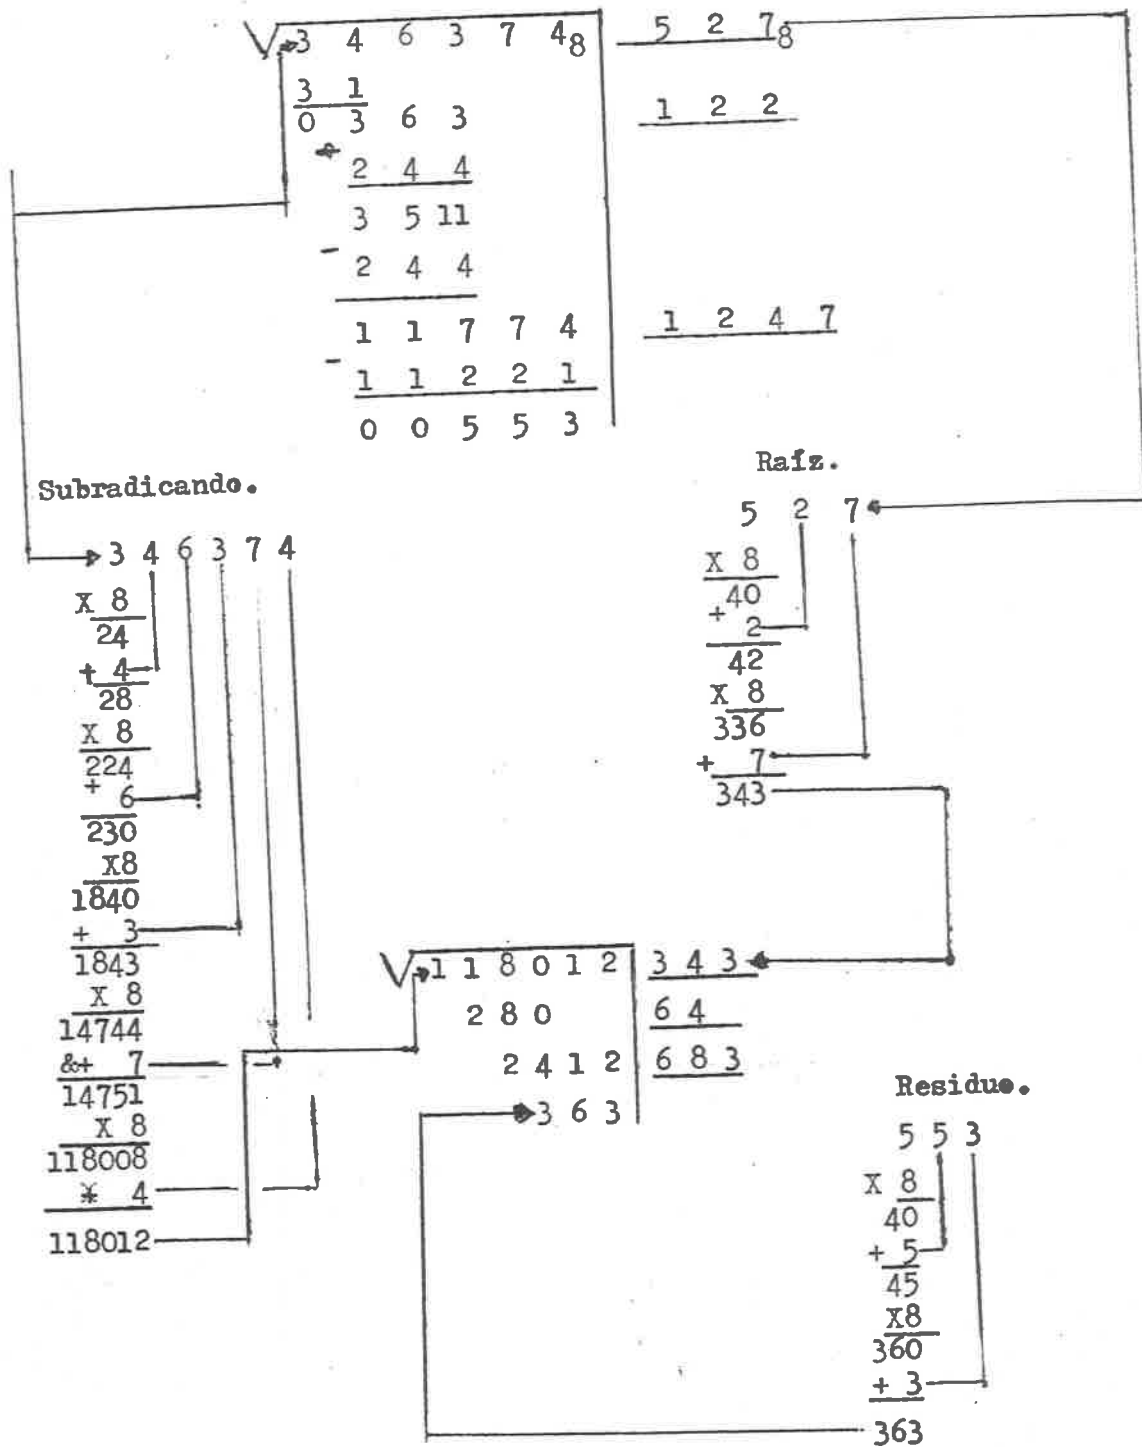 √3 4 6 3 7 4₈ 5 2 7₈
3 1
0 3 6 3 1 2 2
+
2 4 4
3 5 11
- 2 4 4
1 1 7 7 4 1 2 4 7
- 1 1 2 2 1
0 0 5 5 3
Subradicando.
3 4 6 3 7 4
X 8
24
+ 4
28
X 8
224
+ 6
230
X8
1840
+ 3
1843
X 8
14744
&+ 7
14751
X 8
118008
¥ 4
118012
Raíz.
5 2 7
X 8
40
+ 2
42
X 8
336
+ 7
343
√1 1 8 0 1 2 3 4 3
2 8 0 6 4
2 4 1 2 6 8 3
3 6 3
Residuo.
5 5 3
X 8
40
+ 5
45
X8
360
+ 3
363